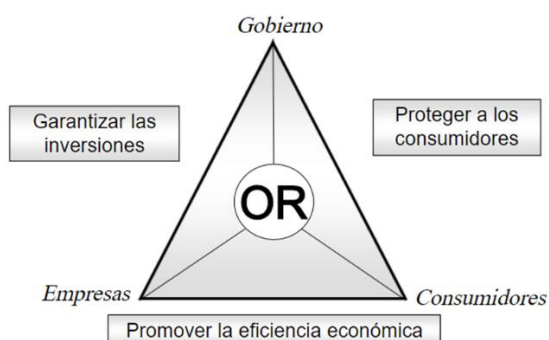 Gobierno
Garantizar las
inversiones
Proteger a los
consumidores
OR
Empresas
Consumidores
Promover la eficiencia económica